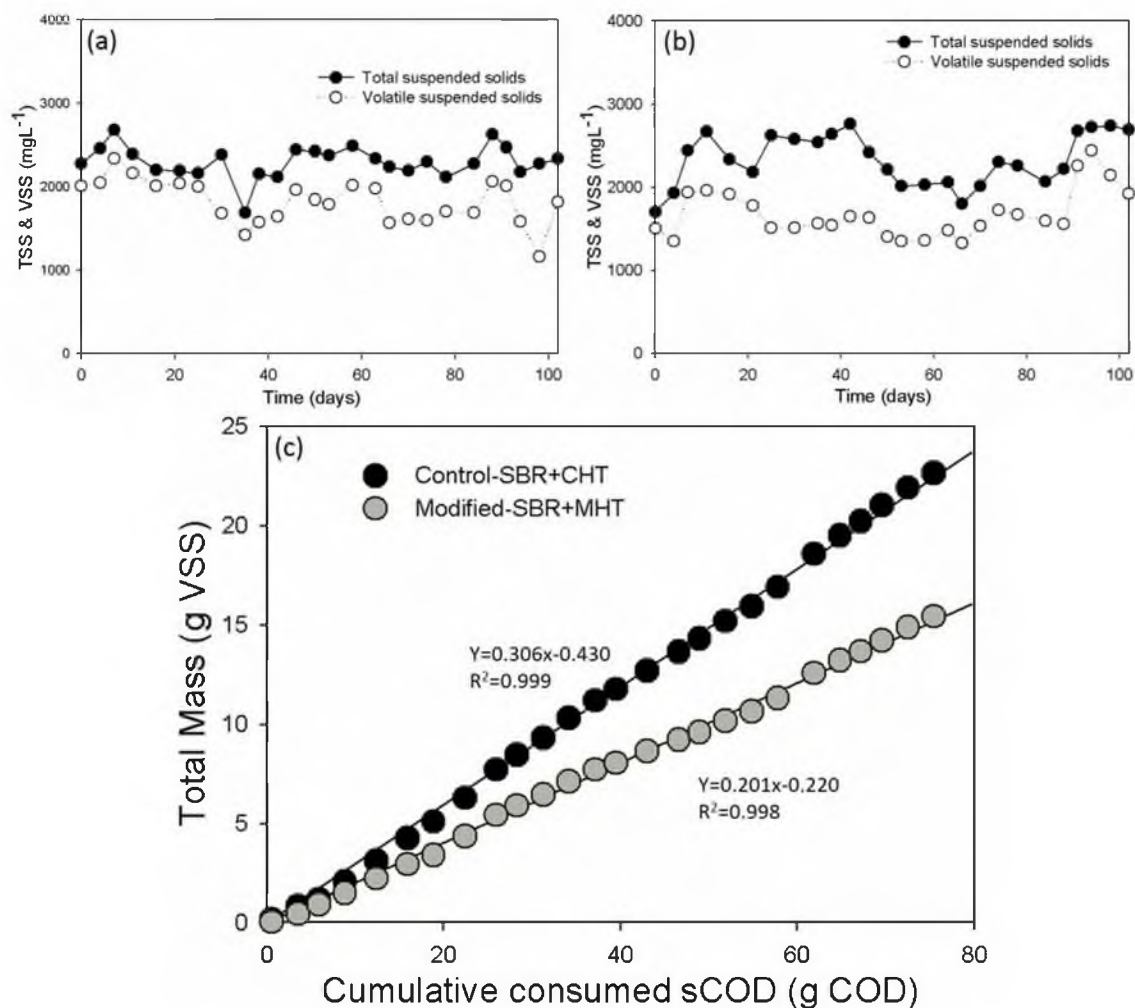 (a)
Total suspended solids
Volatile suspended solids
TSS & VSS (mgL-1)
4000
3000
2000
1000
0
0 20 40 60 80 100
Time (days)
(b)
Total suspended solids
Volatile suspended solids
TSS & VSS (mgL-1)
4000
3000
2000
1000
0
0 20 40 60 80 100
Time (days)
(c)
Control-SBR+CHT
Modified-SBR+MHT
Total Mass (g VSS)
25
20
15
10
5
0
Y=0.306x-0.430
R2=0.999
Y=0.201x-0.220
R2=0.998
0 20 40 60 80
Cumulative consumed sCOD (g COD)